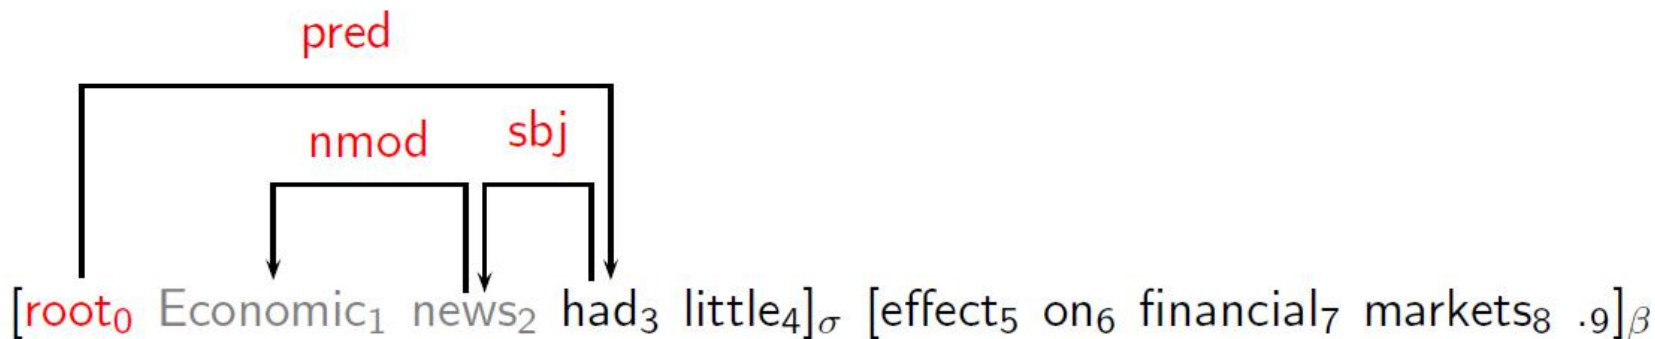 pred
nmod sbj
[root₀ Economic₁ news₂ had₃ little₄]σ [effect₅ on₆ financial₇ markets₈ .₉]β